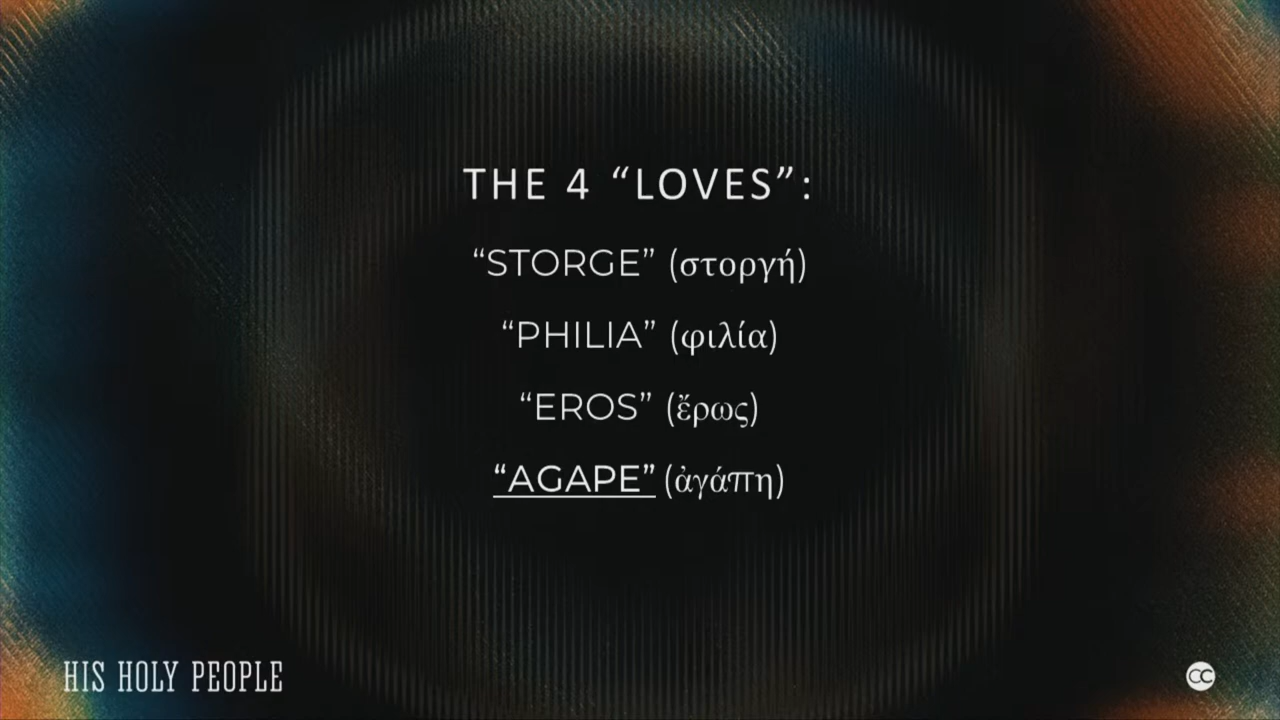 THE 4 “LOVES”:
“STORGE” (στοργή)
“PHILIA” (φιλία)
“EROS” (ἔρως)
“AGAPE” (ἀγάπη)
HIS HOLY PEOPLE
CC